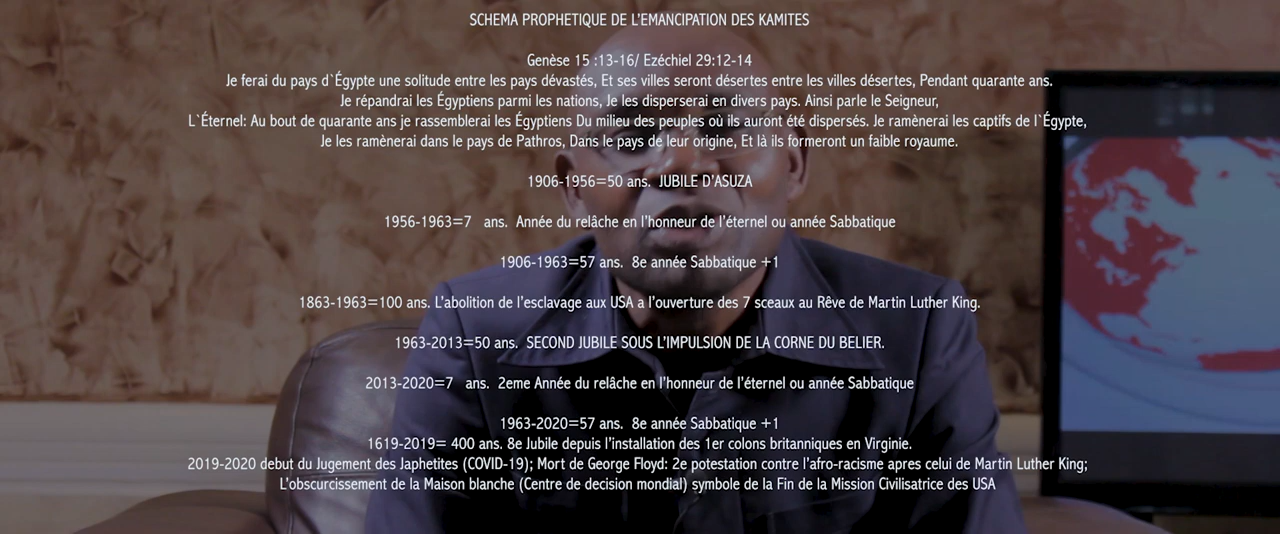 SCHEMA PROPHETIQUE DE L'EMANCIPATION DES KAMITES
Genèse 15 :13-16/ Ezéchiel 29:12-14
Je ferai du pays d`Égypte une solitude entre les pays dévastés, Et ses villes seront désertes entre les villes désertes, Pendant quarante ans.
Je répandrai les Égyptiens parmi les nations, Je les disperserai en divers pays. Ainsi parle le Seigneur,
L`Éternel: Au bout de quarante ans je rassemblerai les Égyptiens Du milieu des peuples où ils auront été dispersés. Je ramènerai les captifs de l`Égypte,
Je les ramènerai dans le pays de Pathros, Dans le pays de leur origine, Et là ils formeront un faible royaume.
1906-1956=50 ans. JUBILE D'ASUZA
1956-1963=7 ans. Année du relâche en l'honneur de l'éternel ou année Sabbatique
1906-1963=57 ans. 8e année Sabbatique +1
1863-1963=100 ans. L'abolition de l'esclavage aux USA a l'ouverture des 7 sceaux au Rêve de Martin Luther King.
1963-2013=50 ans. SECOND JUBILE SOUS L'IMPULSION DE LA CORNE DU BELIER.
2013-2020=7 ans. 2eme Année du relâche en l'honneur de l'éternel ou année Sabbatique
1963-2020=57 ans. 8e année Sabbatique +1
1619-2019= 400 ans. 8e Jubile depuis l'installation des 1er colons britanniques en Virginie.
2019-2020 debut du Jugement des Japhetites (COVID-19); Mort de George Floyd: 2e potestation contre l'afro-racisme apres celui de Martin Luther King;
L'obscurcissement de la Maison blanche (Centre de decision mondial) symbole de la Fin de la Mission Civilisatrice des USA